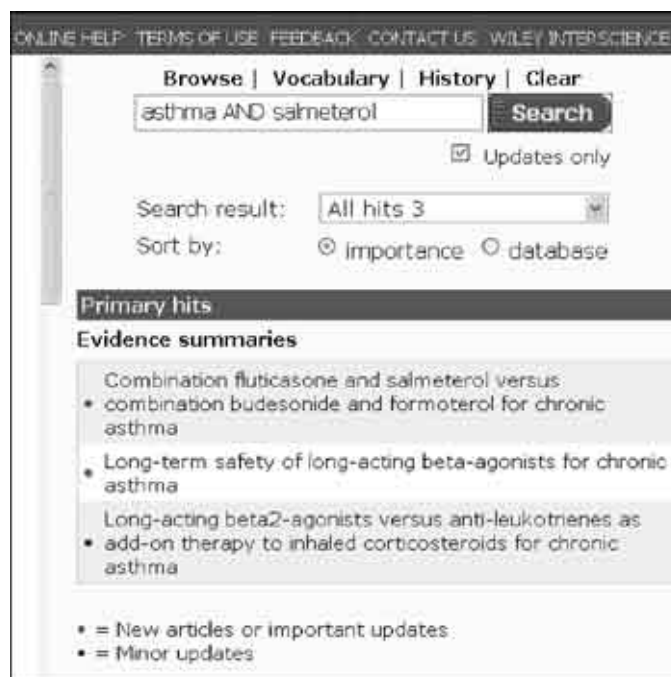 ONLINE HELP TERMS OF USE FEEDBACK CONTACT US WILEY INTERSCIENCE
Browse | Vocabulary | History | Clear
asthma AND salmeterol Search
Updates only
Search result: All hits 3
Sort by: importance database
Primary hits
Evidence summaries
Combination fluticasone and salmeterol versus
• combination budesonide and formoterol for chronic
asthma
• Long-term safety of long-acting beta-agonists for chronic
asthma
Long-acting beta2-agonists versus anti-leukotrienes as
• add-on therapy to inhaled corticosteroids for chronic
asthma
• = New articles or important updates
• = Minor updates